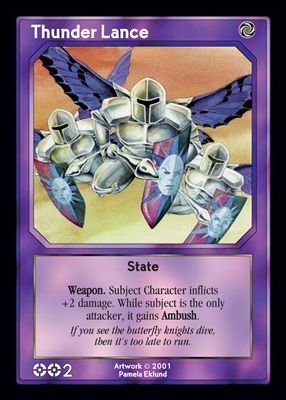 Thunder Lance
State
Weapon. Subject Character inflicts
+2 damage. While subject is the only
attacker, it gains Ambush.
If you see the butterfly knights dive,
then it's too late to run.
2
Artwork © 2001
Pamela Eklund